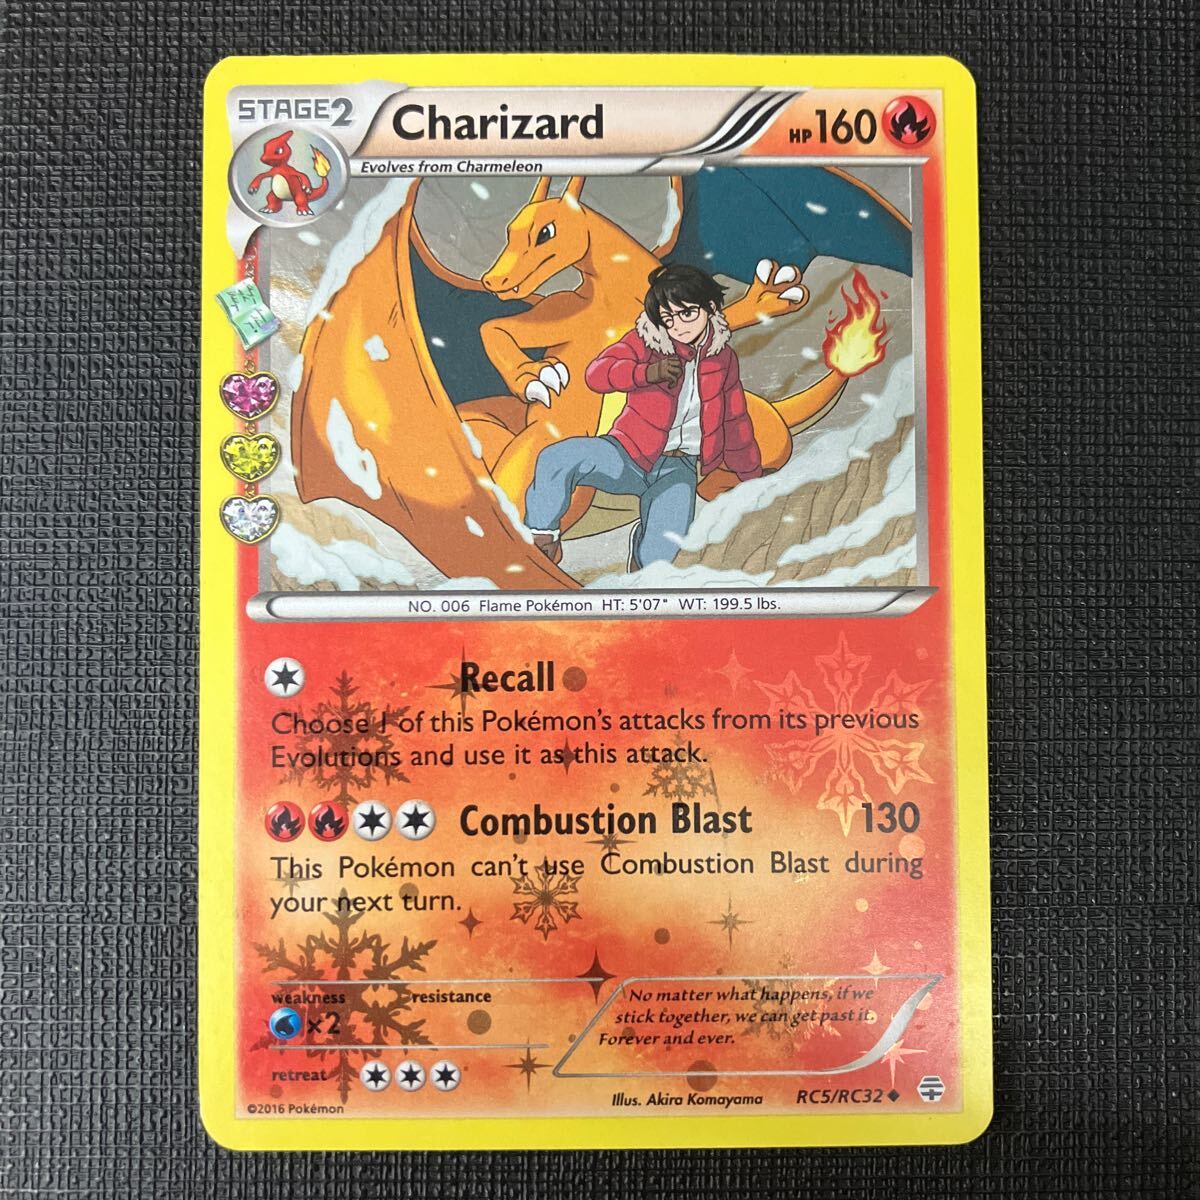 STAGE2
Charizard
HP160
Evolves from Charmeleon
NO. 006 Flame Pokémon HT: 5'07" WT: 199.5 lbs.
Recall
Choose 1 of this Pokémon's attacks from its previous
Evolutions and use it as this attack.
Combustion Blast 130
This Pokémon can't use Combustion Blast during
your next turn.
weakness resistance
×2
No matter what happens, if we
stick together, we can get past it.
Forever and ever.
retreat
©2016 Pokémon
Illus. Akira Komayama
RC5/RC32